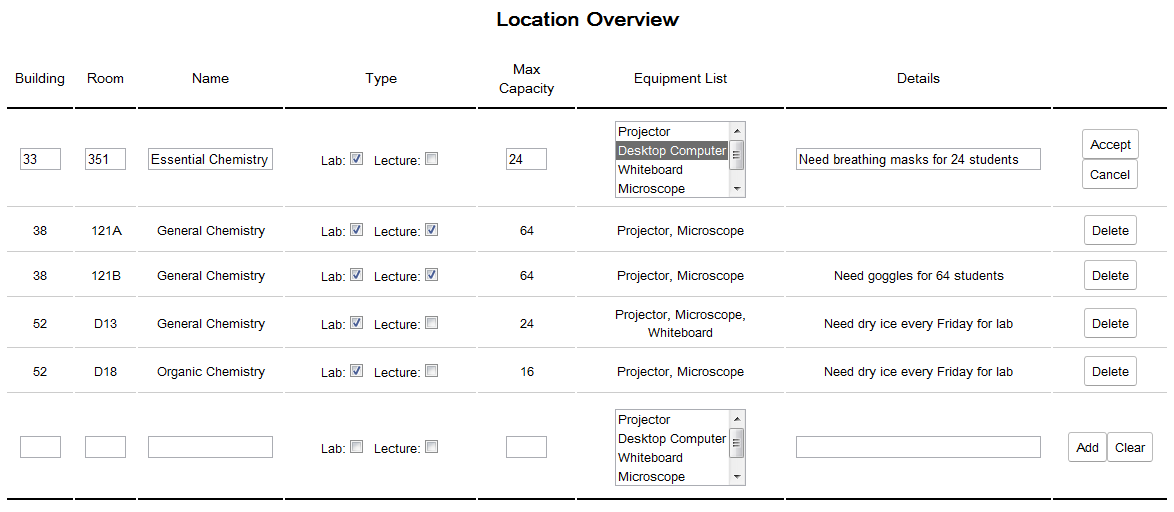 Location Overview
Building Room Name Type Max Capacity Equipment List Details
33 351 Essential Chemistry Lab: Lecture: 24 Projector Desktop Computer Whiteboard Microscope Need breathing masks for 24 students Accept Cancel
38 121A General Chemistry Lab: Lecture: 64 Projector, Microscope Delete
38 121B General Chemistry Lab: Lecture: 64 Projector, Microscope Need goggles for 64 students Delete
52 D13 General Chemistry Lab: Lecture: 24 Projector, Microscope, Whiteboard Need dry ice every Friday for lab Delete
52 D18 Organic Chemistry Lab: Lecture: 16 Projector, Microscope Need dry ice every Friday for lab Delete
Lab: Lecture: Projector Desktop Computer Whiteboard Microscope Add Clear